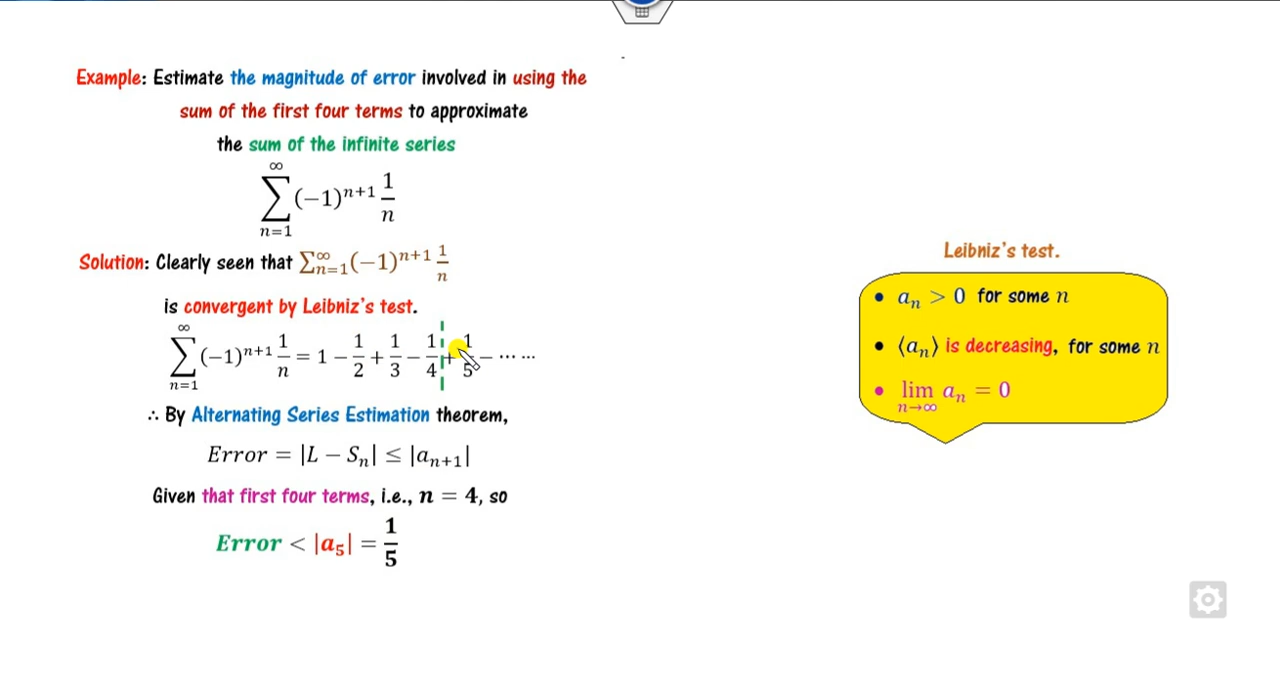 Example: Estimate the magnitude of error involved in using the
sum of the first four terms to approximate
the sum of the infinite series
∑_{n=1}^{∞} (−1)^{n+1} 1/n
Solution: Clearly seen that ∑_{n=1}^{∞} (−1)^{n+1} 1/n
is convergent by Leibniz's test.
∑_{n=1}^{∞} (−1)^{n+1} 1/n = 1 − 1/2 + 1/3 − 1/4 + 1/5 − ⋯ ⋯
∴ By Alternating Series Estimation theorem,
Error = |L − S_n| ≤ |a_{n+1}|
Given that first four terms, i.e., n = 4, so
Error < |a_5| = 1/5
Leibniz's test.
• a_n > 0 for some n
• ⟨a_n⟩ is decreasing, for some n
• lim_{n→∞} a_n = 0